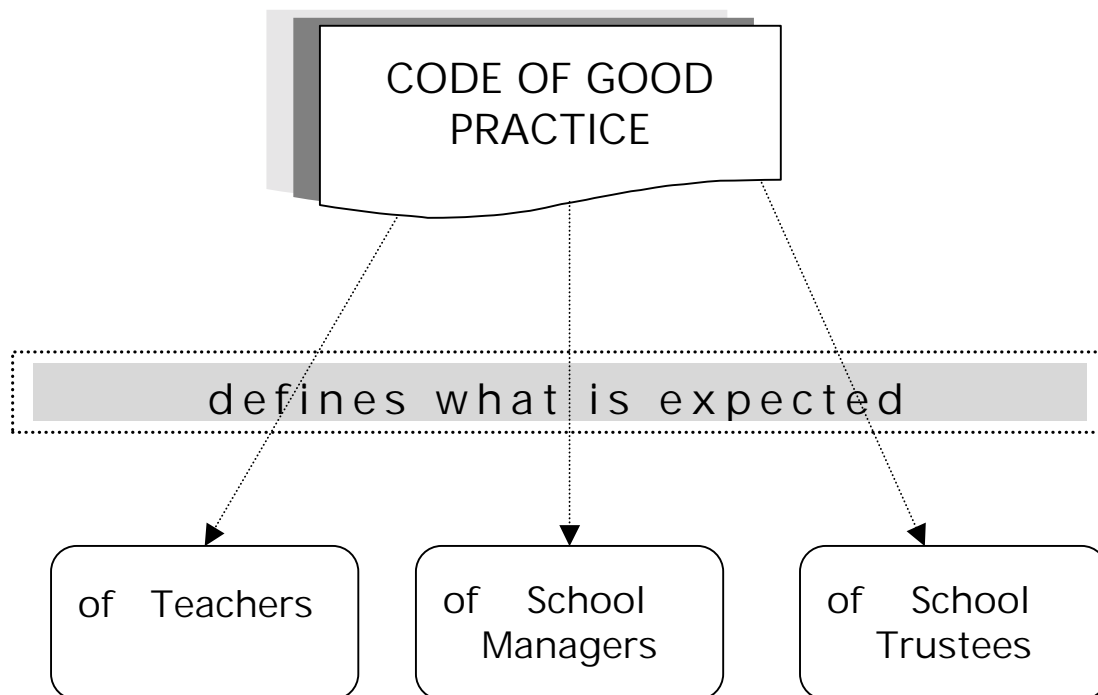 CODE OF GOOD
PRACTICE
defines what is expected
of Teachers
of School
Managers
of School
Trustees